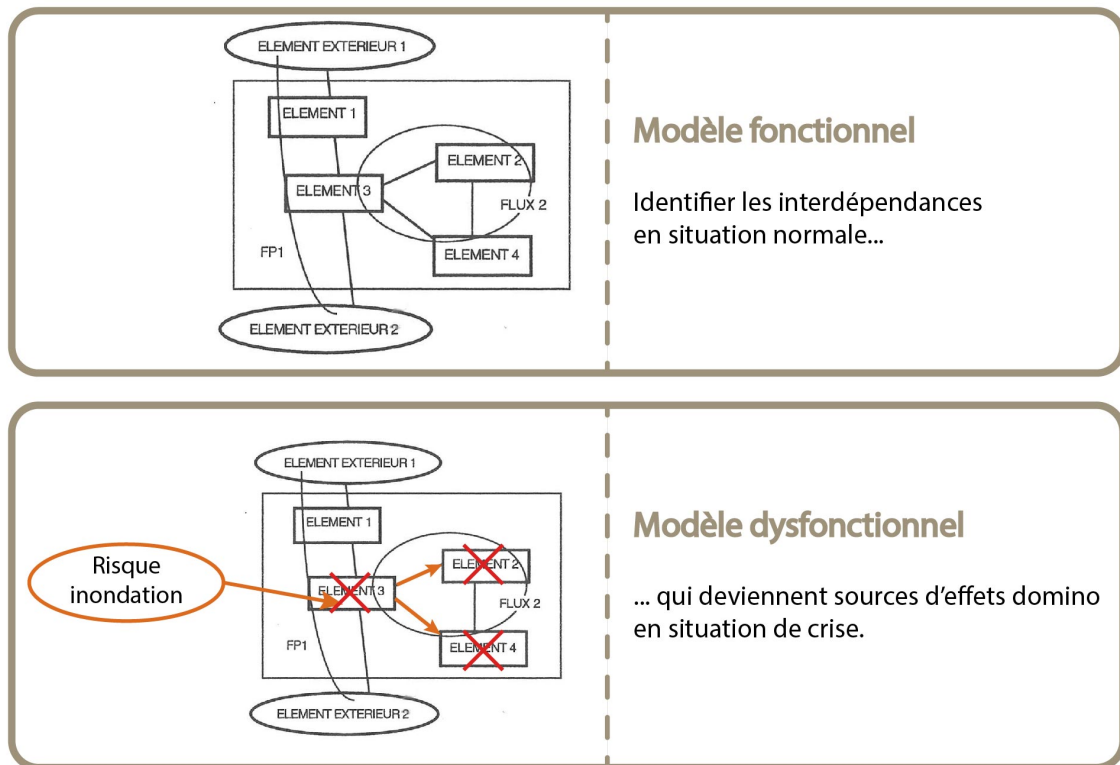 ELEMENT EXTERIEUR 1
ELEMENT 1
ELEMENT 2
ELEMENT 3
FLUX 2
FP1
ELEMENT 4
ELEMENT EXTERIEUR 2
Modèle fonctionnel
Identifier les interdépendances
en situation normale...
ELEMENT EXTERIEUR 1
ELEMENT 1
Risque
inondation
ELEMENT 2
ELEMENT 3
FLUX 2
FP1
ELEMENT 4
ELEMENT EXTERIEUR 2
Modèle dysfonctionnel
... qui deviennent sources d’effets domino
en situation de crise.